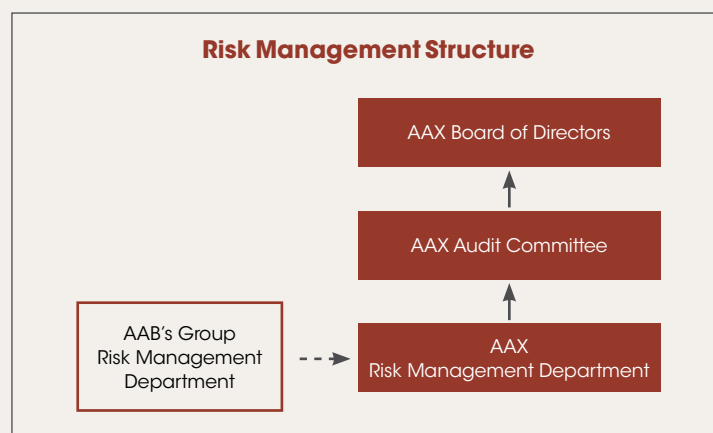 Risk Management Structure
AAX Board of Directors
AAX Audit Committee
AAB's Group
Risk Management
Department
AAX
Risk Management Department